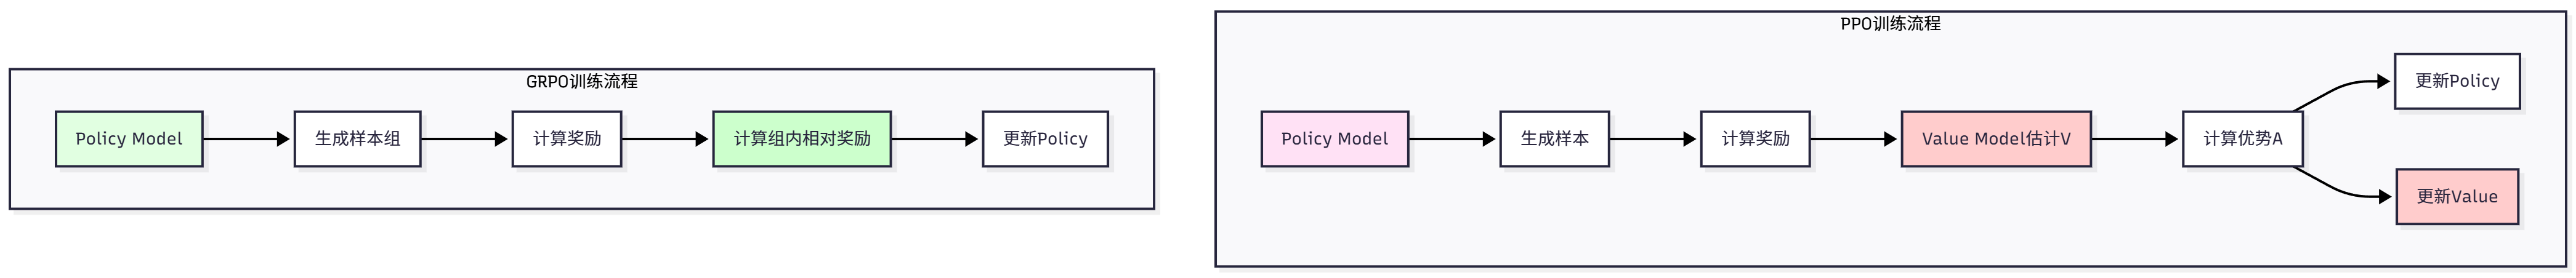 GRPO训练流程
Policy Model
生成样本组
计算奖励
计算组内相对奖励
更新Policy
PPO训练流程
Policy Model
生成样本
计算奖励
Value Model估计V
计算优势A
更新Policy
更新Value